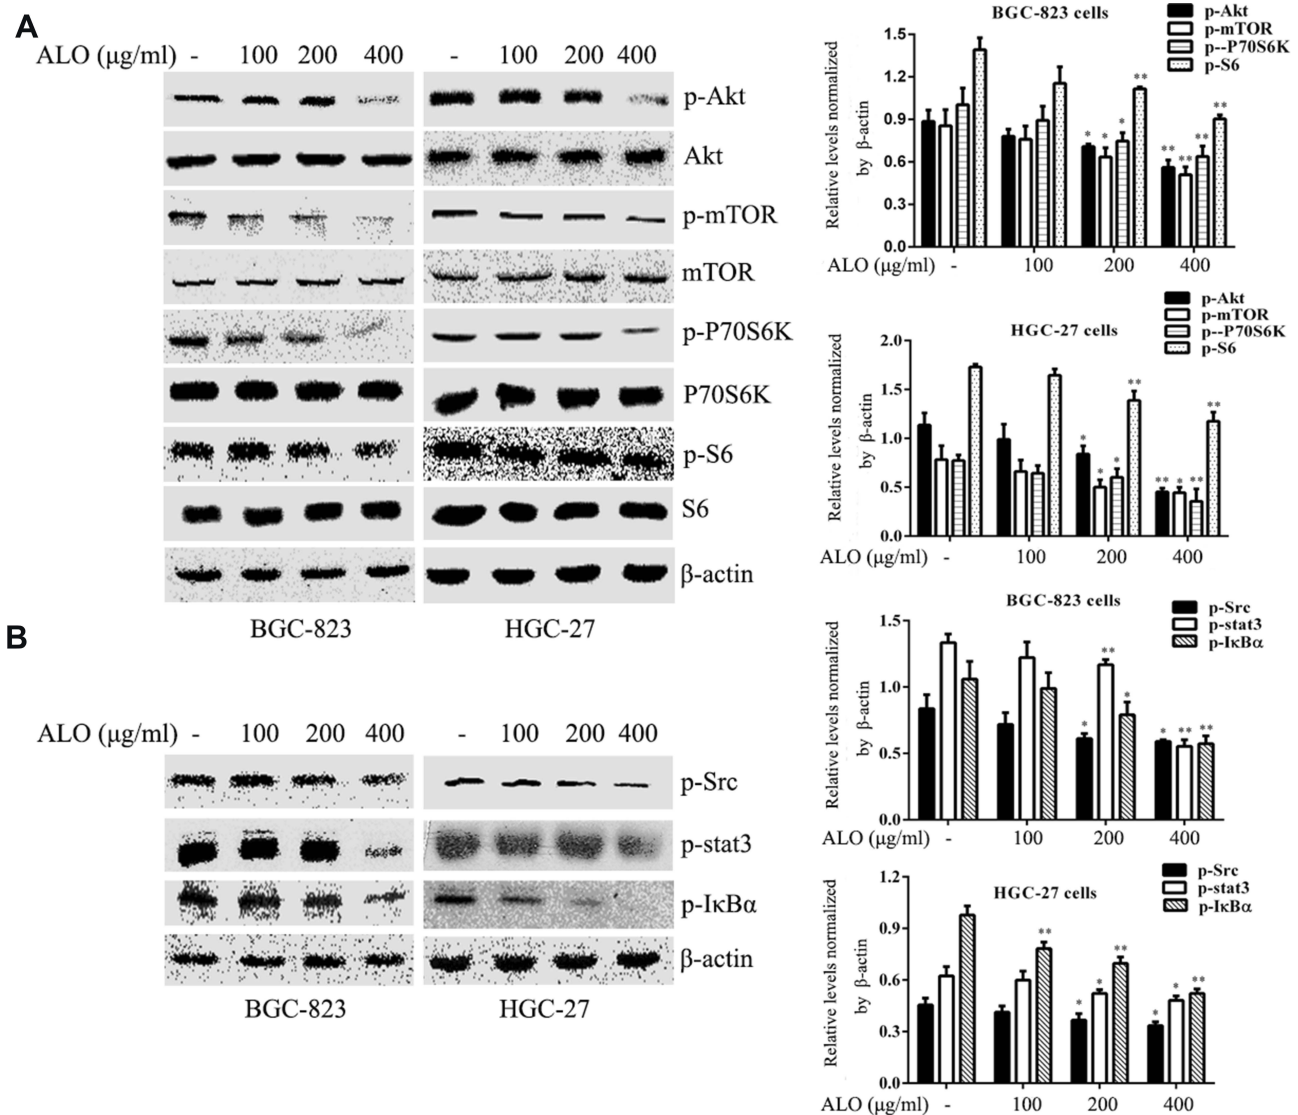 A
ALO (μg/ml) - 100 200 400 - 100 200 400
p-Akt
Akt
p-mTOR
mTOR
p-P70S6K
P70S6K
p-S6
S6
β-actin
BGC-823 HGC-27
B
ALO (μg/ml) - 100 200 400 - 100 200 400
p-Src
p-stat3
p-IκBα
β-actin
BGC-823 HGC-27
BGC-823 cells
p-Akt
p-mTOR
p--P70S6K
p-S6
Relative levels normalized
by β-actin
1.5
1.2
0.9
0.6
0.3
0.0
* * * **
** ** ** **
ALO (μg/ml) - 100 200 400
HGC-27 cells
p-Akt
p-mTOR
p--P70S6K
p-S6
Relative levels normalized
by β-actin
2.0
1.5
1.0
0.5
0.0
* * * **
** * ** **
ALO (μg/ml) - 100 200 400
BGC-823 cells
p-Src
p-stat3
p-IκBα
Relative levels normalized
by β-actin
1.5
1.0
0.5
0.0
* ** *
* ** **
ALO (μg/ml) - 100 200 400
HGC-27 cells
p-Src
p-stat3
p-IκBα
Relative levels normalized
by β-actin
1.2
0.9
0.6
0.3
0.0
**
* * **
* * **
ALO (μg/ml) - 100 200 400